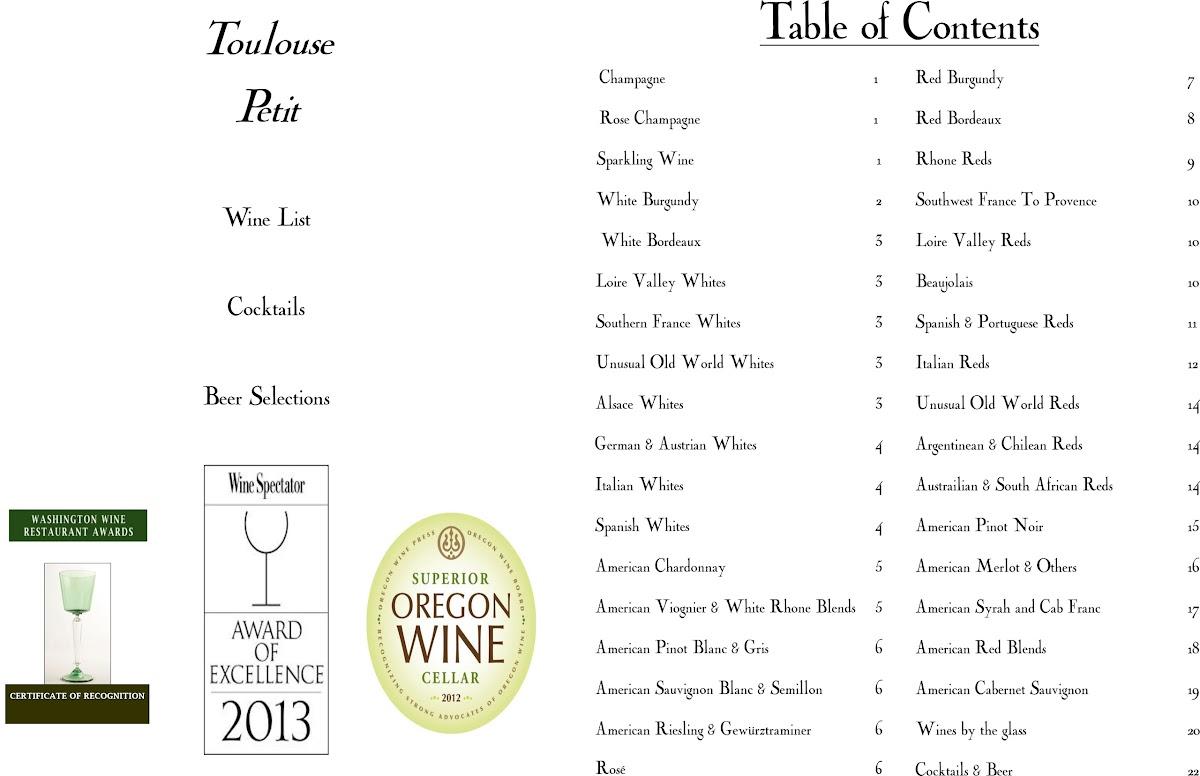 Toulouse
Petit
Wine List
Cocktails
Beer Selections
WASHINGTON WINE
RESTAURANT AWARDS
CERTIFICATE OF RECOGNITION
Wine Spectator
AWARD
OF
EXCELLENCE
2013
OREGON WINE PRESS
OREGON WINE BOARD
SUPERIOR
OREGON
WINE
CELLAR
2012
RECOGNIZING STRONG ADVOCATES OF OREGON WINE
Table of Contents
Champagne 1
Rose Champagne 1
Sparkling Wine 1
White Burgundy 2
White Bordeaux 3
Loire Valley Whites 3
Southern France Whites 3
Unusual Old World Whites 3
Alsace Whites 3
German & Austrian Whites 4
Italian Whites 4
Spanish Whites 4
American Chardonnay 5
American Viognier & White Rhone Blends 5
American Pinot Blanc & Gris 6
American Sauvignon Blanc & Semillon 6
American Riesling & Gewürztraminer 6
Rosé 6
Red Burgundy 7
Red Bordeaux 8
Rhone Reds 9
Southwest France To Provence 10
Loire Valley Reds 10
Beaujolais 10
Spanish & Portuguese Reds 11
Italian Reds 12
Unusual Old World Reds 14
Argentinean & Chilean Reds 14
Austrailian & South African Reds 14
American Pinot Noir 15
American Merlot & Others 16
American Syrah and Cab Franc 17
American Red Blends 18
American Cabernet Sauvignon 19
Wines by the glass 20
Cocktails & Beer 22